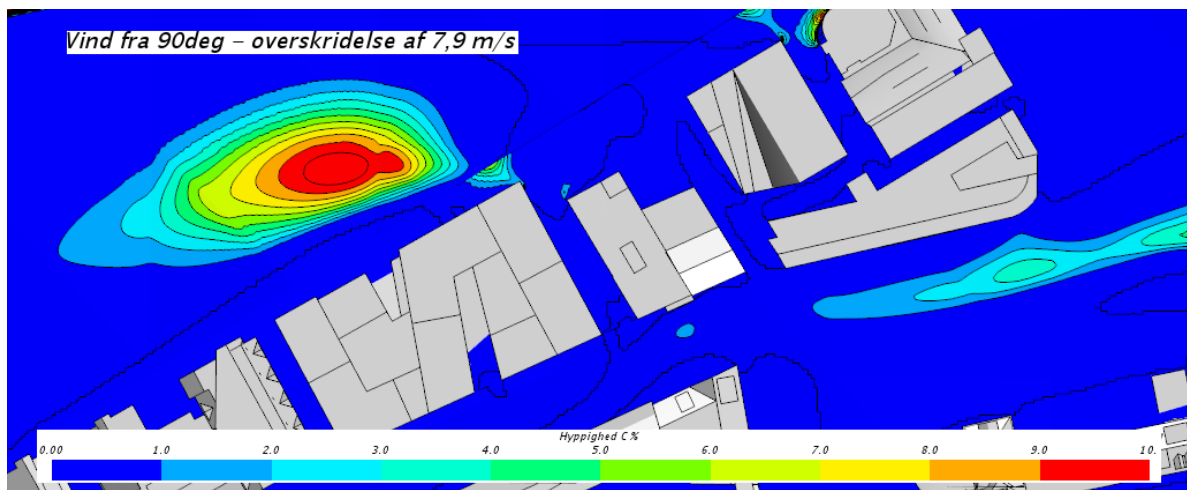 Vind fra 90deg – overskridelse af 7,9 m/s
Hyppighed C %
0.00 1.0 2.0 3.0 4.0 5.0 6.0 7.0 8.0 9.0 10.